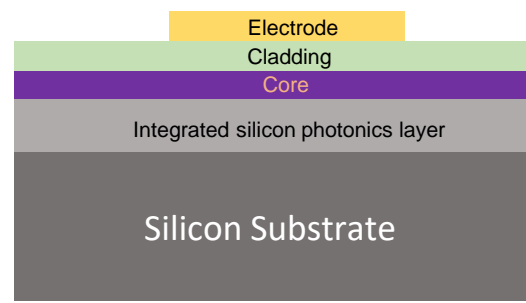 Electrode
Cladding
Core
Integrated silicon photonics layer
Silicon Substrate